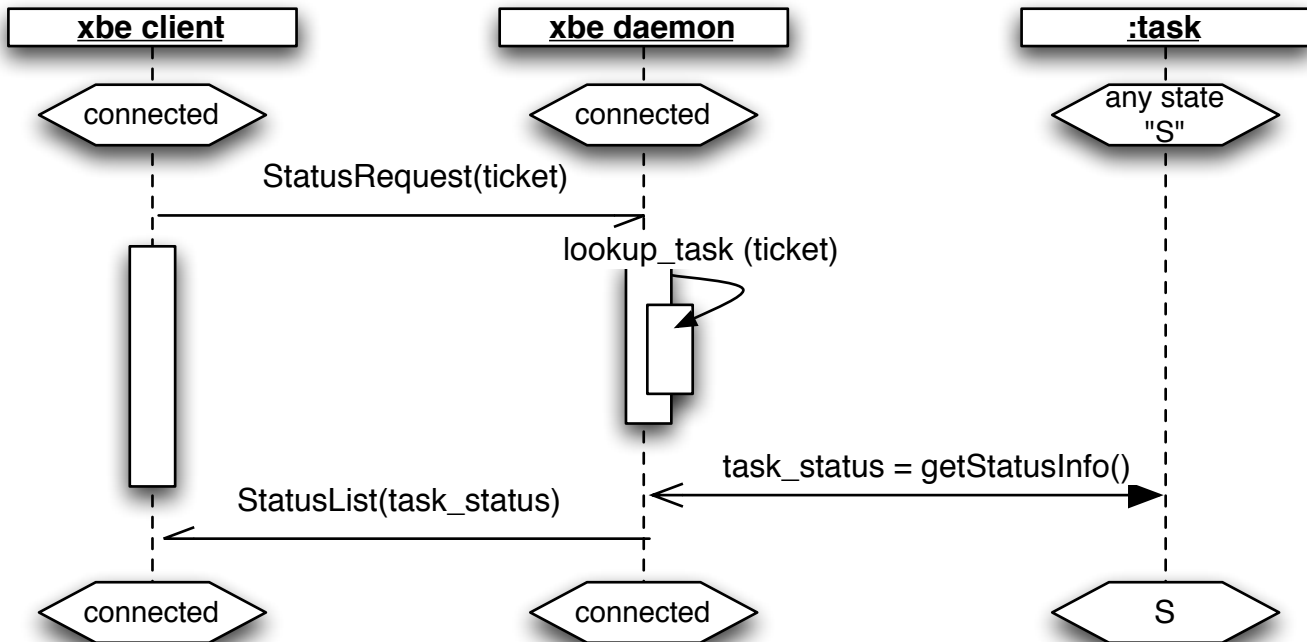 xbe client
xbe daemon
:task
connected
connected
any state
"S"
StatusRequest(ticket)
lookup_task (ticket)
task_status = getStatusInfo()
StatusList(task_status)
connected
connected
S